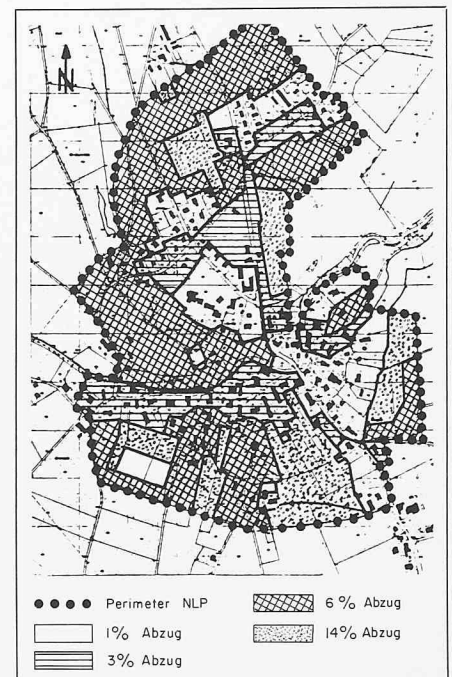 N
Perimeter NLP
1% Abzug
3% Abzug
6% Abzug
14% Abzug